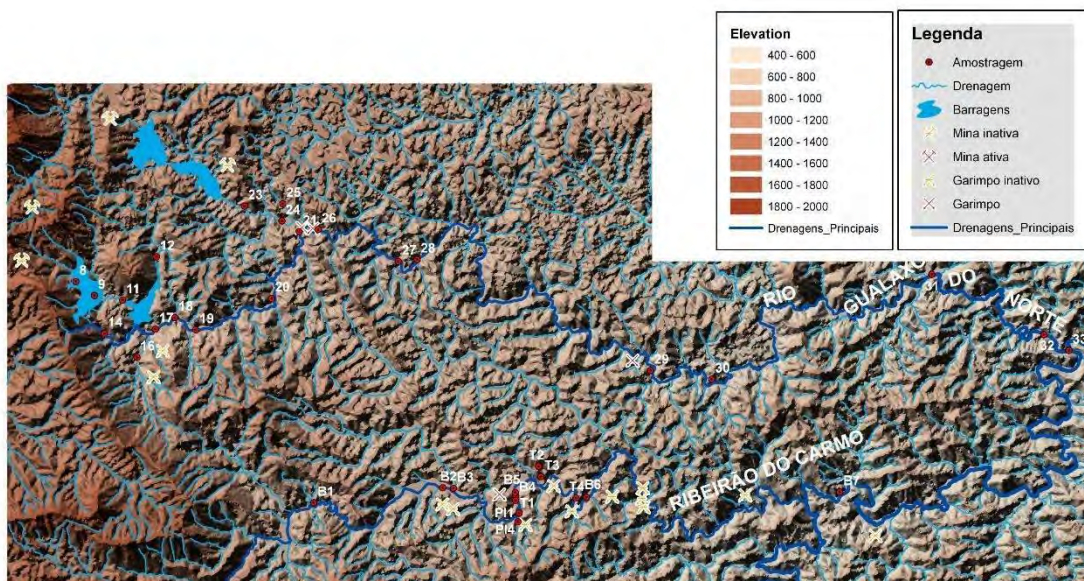 Elevation
400 - 600
600 - 800
800 - 1000
1000 - 1200
1200 - 1400
1400 - 1600
1600 - 1800
1800 - 2000
Drenagens_Principais
Legenda
Amostragem
Drenagem
Barragens
Mina inativa
Mina ativa
Garimpo inativo
Garimpo
Drenagens_Principais
23
25
24
21
26
12
27
28
8
9
11
20
14
17
18
19
16
RIO GUALAXO DO NORTE
32
33
29
30
T2
T3
B2
B3
B5
B4
T4
B6
B1
T1
PI1
PI4
B7
RIBEIRÃO DO CARMO